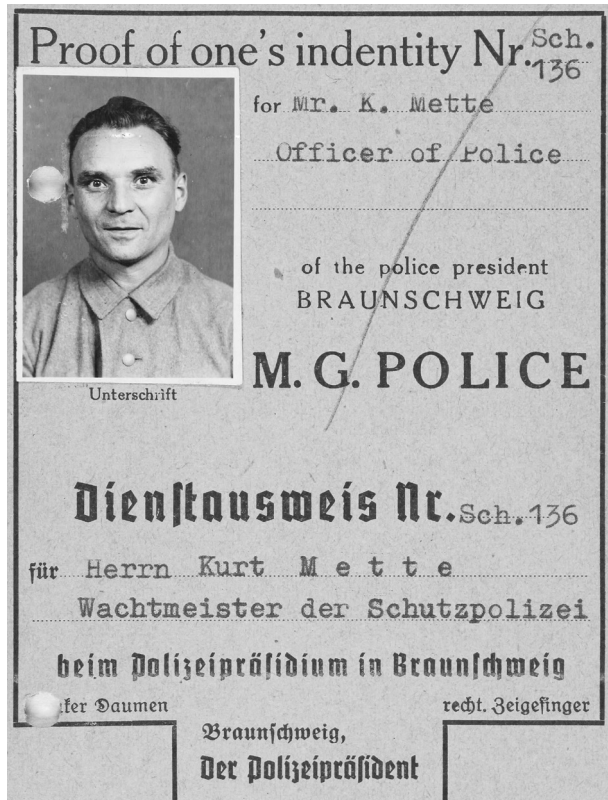 Proof of one's indentity Nr. Sch. 136
for Mr. K. Mette
Officer of Police
of the police president
BRAUNSCHWEIG
M. G. POLICE
Unterschrift
Dienſtausweis Nr. Sch. 136
für Herrn Kurt Mette
Wachtmeister der Schutzpolizei
beim Polizeipräſidium in Braunſchweig
Daumen recht. Zeigefinger
Braunſchweig,
Der Polizeipräſident